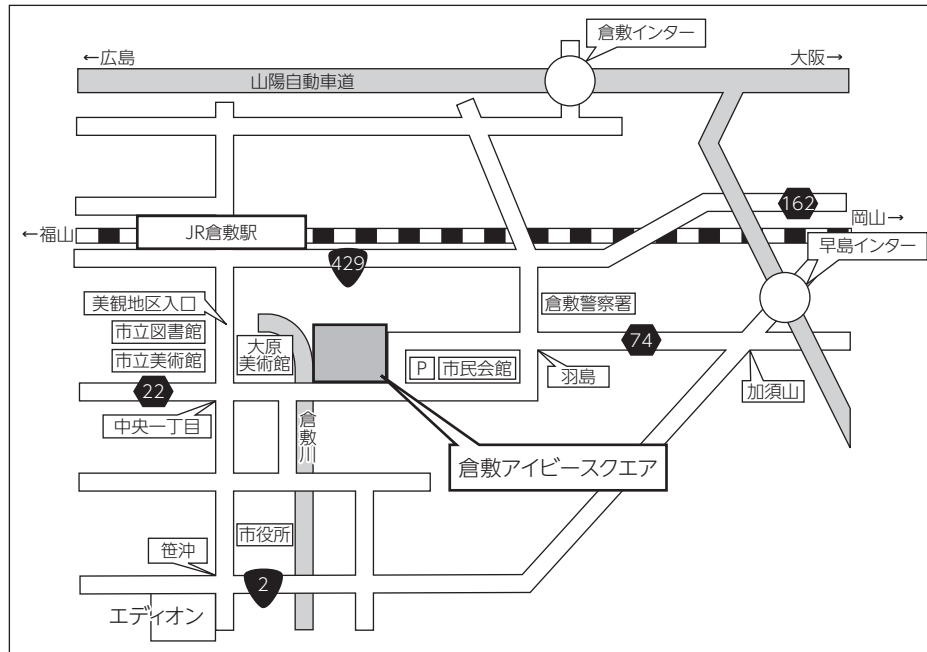 倉敷インター
←広島
大阪→
山陽自動車道
162
岡山→
←福山
JR倉敷駅
早島インター
429
美観地区入口
倉敷警察署
市立図書館
大原
美術館
74
市立美術館
P
市民会館
羽島
加須山
22
中央一丁目
倉敷川
倉敷アイビースクエア
市役所
笹沖
2
エディオン